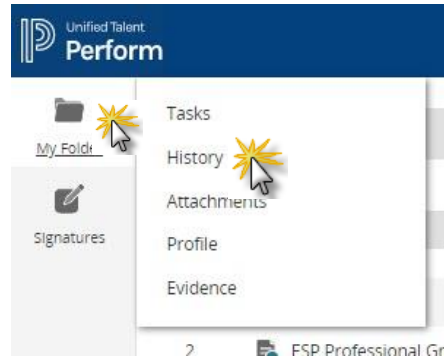 Unified Talent
Perform
My Folde
Tasks
History
Attachments
Signatures
Profile
Evidence
2 ESP Professional Gr